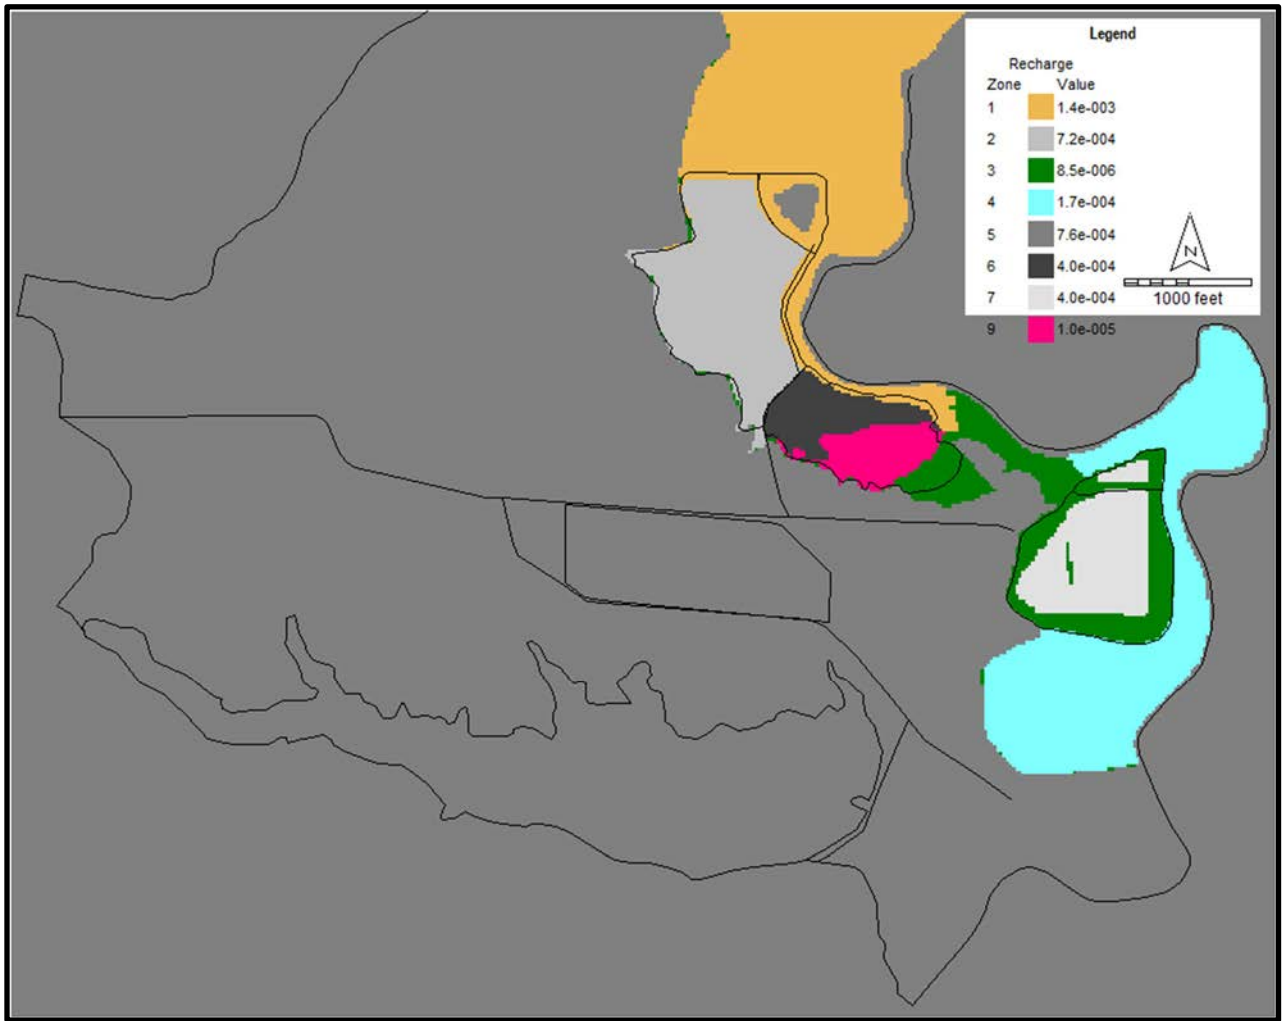 Legend
Recharge
Zone Value
1 1.4e-003
2 7.2e-004
3 8.5e-006
4 1.7e-004
5 7.6e-004
6 4.0e-004
7 4.0e-004
9 1.0e-005
N
1000 feet